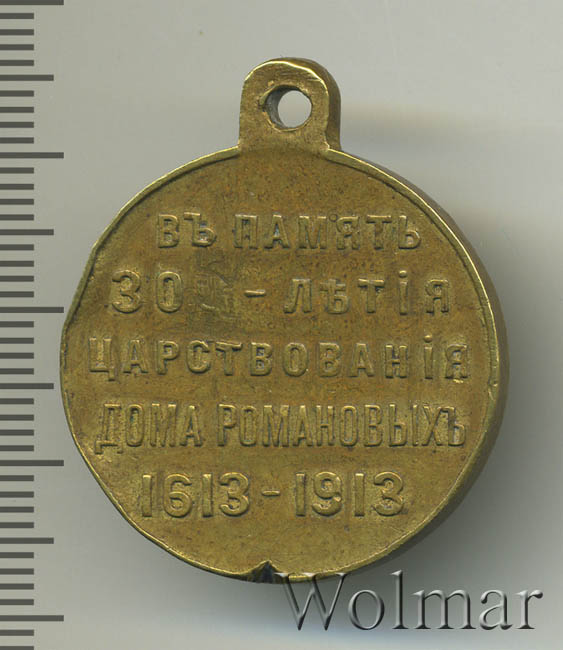 ВЪ ПАМЯТЬ
30 - ЛѢТІЯ
ЦАРСТВОВАНІЯ
ДОМА РОМАНОВЫХЪ
1613 - 1913
Wolmar